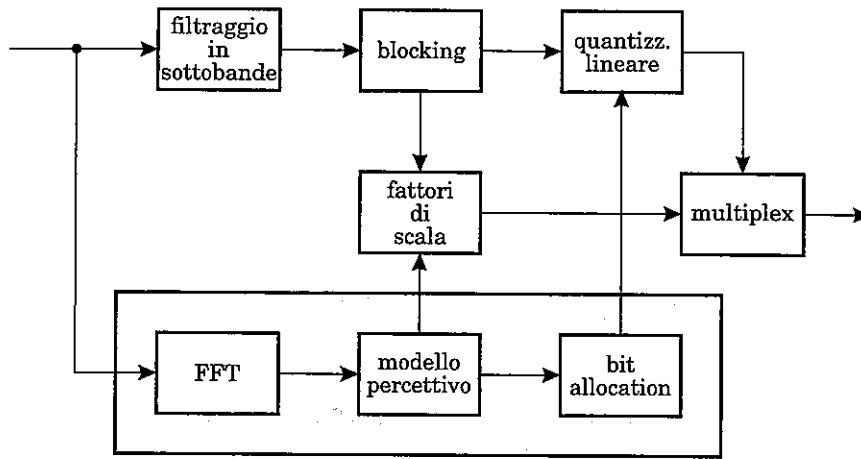 filtraggio
in
sottobande
blocking
quantizz.
lineare
fattori
di
scala
multiplex
FFT
modello
percettivo
bit
allocation